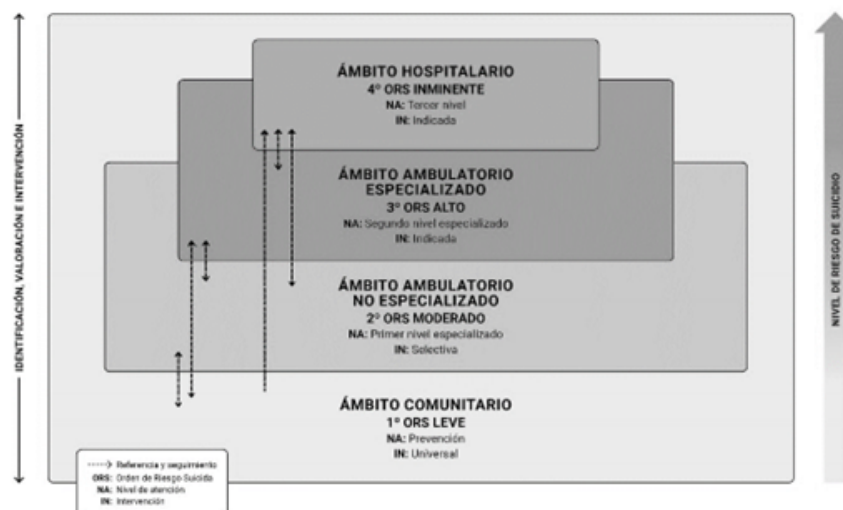 ÁMBITO HOSPITALARIO
4º ORS INMINENTE
NA: Tercer nivel
IN: Indicada
ÁMBITO AMBULATORIO
ESPECIALIZADO
3º ORS ALTO
NA: Segundo nivel especializado
IN: Indicada
ÁMBITO AMBULATORIO
NO ESPECIALIZADO
2º ORS MODERADO
NA: Primer nivel especializado
IN: Selectiva
ÁMBITO COMUNITARIO
1º ORS LEVE
NA: Prevención
IN: Universal
IDENTIFICACIÓN, VALORACIÓN E INTERVENCIÓN
NIVEL DE RIESGO DE SUICIDIO
Referencia y seguimiento
ORS: Orden de Riesgo Suicida
NA: Nivel de atención
IN: Intervención